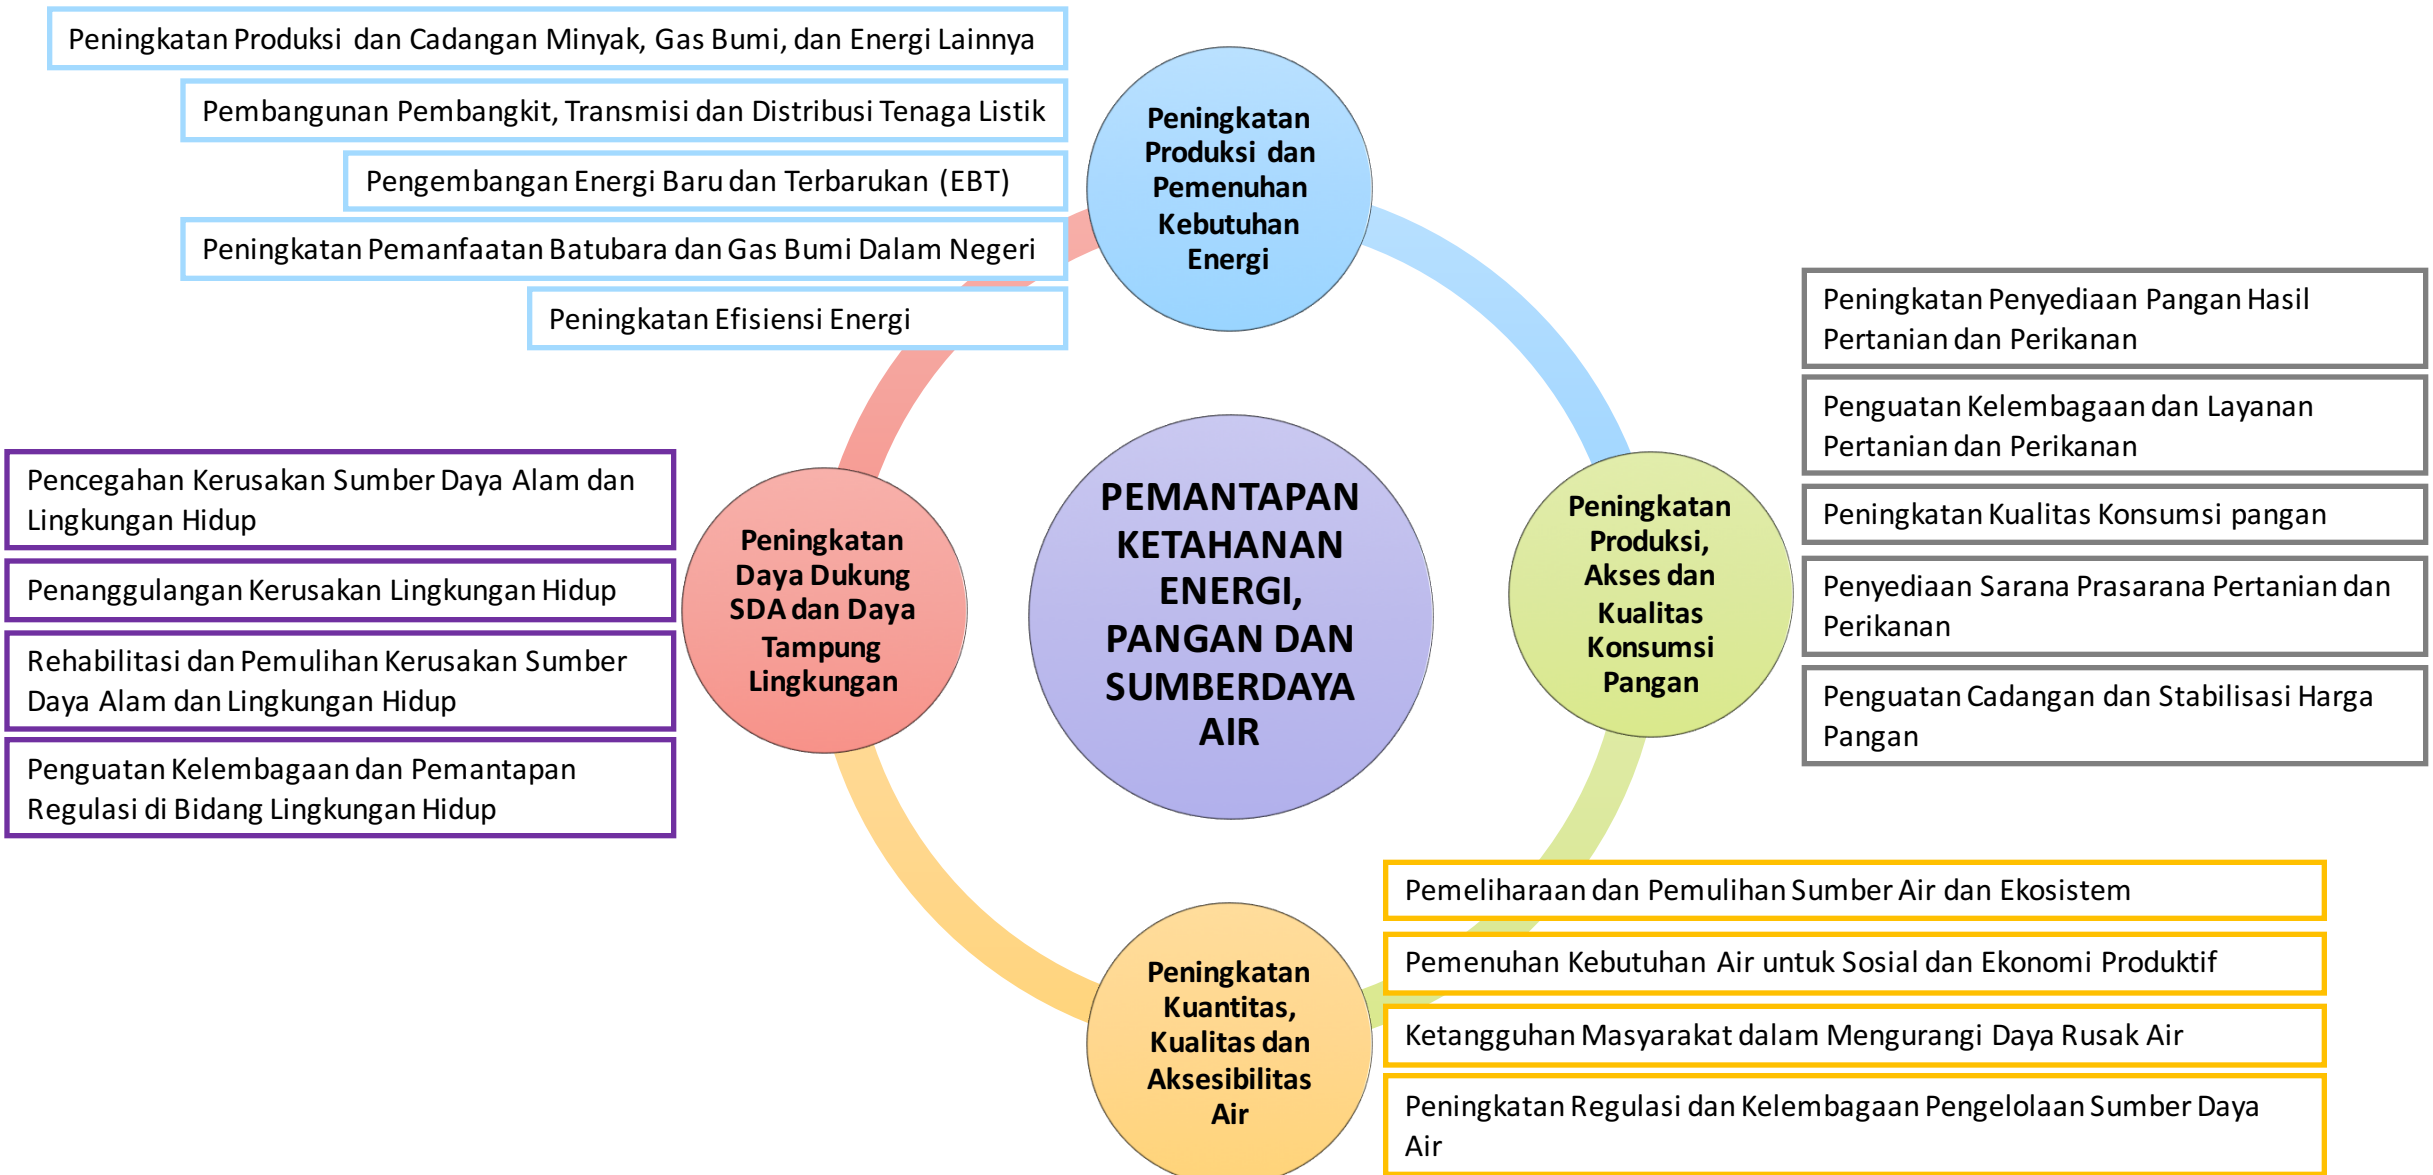 Peningkatan Produksi dan Cadangan Minyak, Gas Bumi, dan Energi Lainnya
Pembangunan Pembangkit, Transmisi dan Distribusi Tenaga Listik
Pengembangan Energi Baru dan Terbarukan (EBT)
Peningkatan Pemanfaatan Batubara dan Gas Bumi Dalam Negeri
Peningkatan Efisiensi Energi
Peningkatan
Produksi dan
Pemenuhan
Kebutuhan
Energi
Peningkatan Penyediaan Pangan Hasil
Pertanian dan Perikanan
Penguatan Kelembagaan dan Layanan
Pertanian dan Perikanan
Peningkatan Kualitas Konsumsi pangan
Penyediaan Sarana Prasarana Pertanian dan
Perikanan
Penguatan Cadangan dan Stabilisasi Harga
Pangan
Peningkatan
Produksi,
Akses dan
Kualitas
Konsumsi
Pangan
PEMANTAPAN
KETAHANAN
ENERGI,
PANGAN DAN
SUMBERDAYA
AIR
Peningkatan
Daya Dukung
SDA dan Daya
Tampung
Lingkungan
Pencegahan Kerusakan Sumber Daya Alam dan
Lingkungan Hidup
Penanggulangan Kerusakan Lingkungan Hidup
Rehabilitasi dan Pemulihan Kerusakan Sumber
Daya Alam dan Lingkungan Hidup
Penguatan Kelembagaan dan Pemantapan
Regulasi di Bidang Lingkungan Hidup
Peningkatan
Kuantitas,
Kualitas dan
Aksesibilitas
Air
Pemeliharaan dan Pemulihan Sumber Air dan Ekosistem
Pemenuhan Kebutuhan Air untuk Sosial dan Ekonomi Produktif
Ketangguhan Masyarakat dalam Mengurangi Daya Rusak Air
Peningkatan Regulasi dan Kelembagaan Pengelolaan Sumber Daya
Air